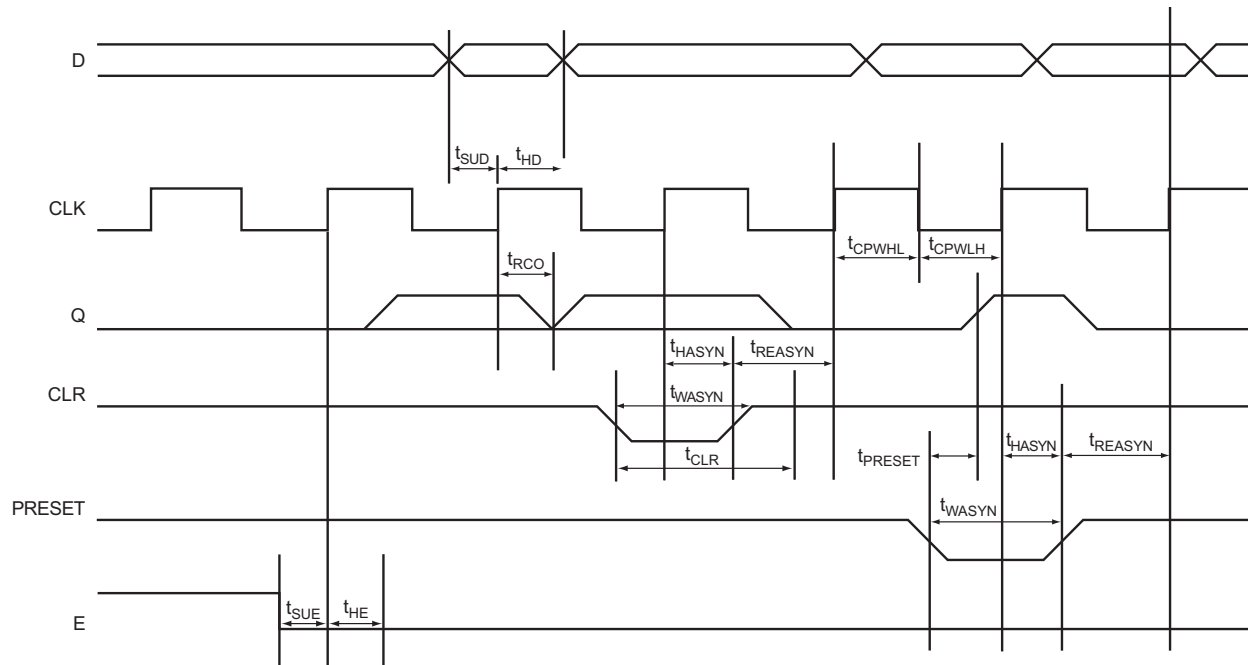 D
tSUD tHD
CLK
tCPWHL tCPWLH
tRCO
Q
tHASYN tREASYN
CLR
tWASYN
tCLR
tPRESET
tHASYN tREASYN
PRESET
tWASYN
tSUE tHE
E